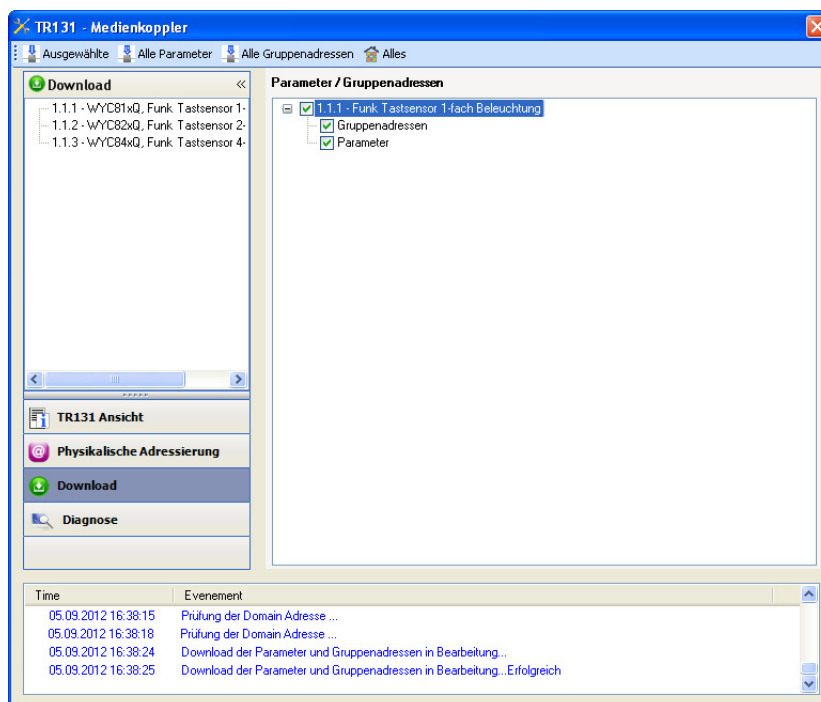 TR131 - Medienkoppler
Ausgewählte Alle Parameter Alle Gruppenadressen Alles
Download «
1.1.1 - WYC81xQ, Funk Tastsensor 1-
1.1.2 - WYC82xQ, Funk Tastsensor 2-
1.1.3 - WYC84xQ, Funk Tastsensor 4-
TR131 Ansicht
Physikalische Adressierung
Download
Diagnose
Parameter / Gruppenadressen
1.1.1 - Funk Tastsensor 1-fach Beleuchtung
Gruppenadressen
Parameter
Time Evenement
05.09.2012 16:38:15 Prüfung der Domain Adresse ...
05.09.2012 16:38:18 Prüfung der Domain Adresse ...
05.09.2012 16:38:24 Download der Parameter und Gruppenadressen in Bearbeitung...
05.09.2012 16:38:25 Download der Parameter und Gruppenadressen in Bearbeitung...Erfolgreich